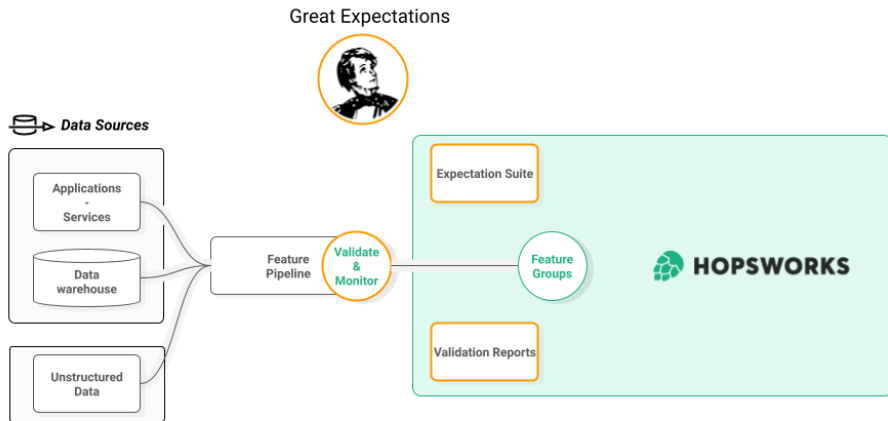 Great Expectations
Data Sources
Applications
-
Services
Data
warehouse
Unstructured
Data
Feature
Pipeline
Validate
&
Monitor
Expectation Suite
Feature
Groups
Validation Reports
HOPSWORKS